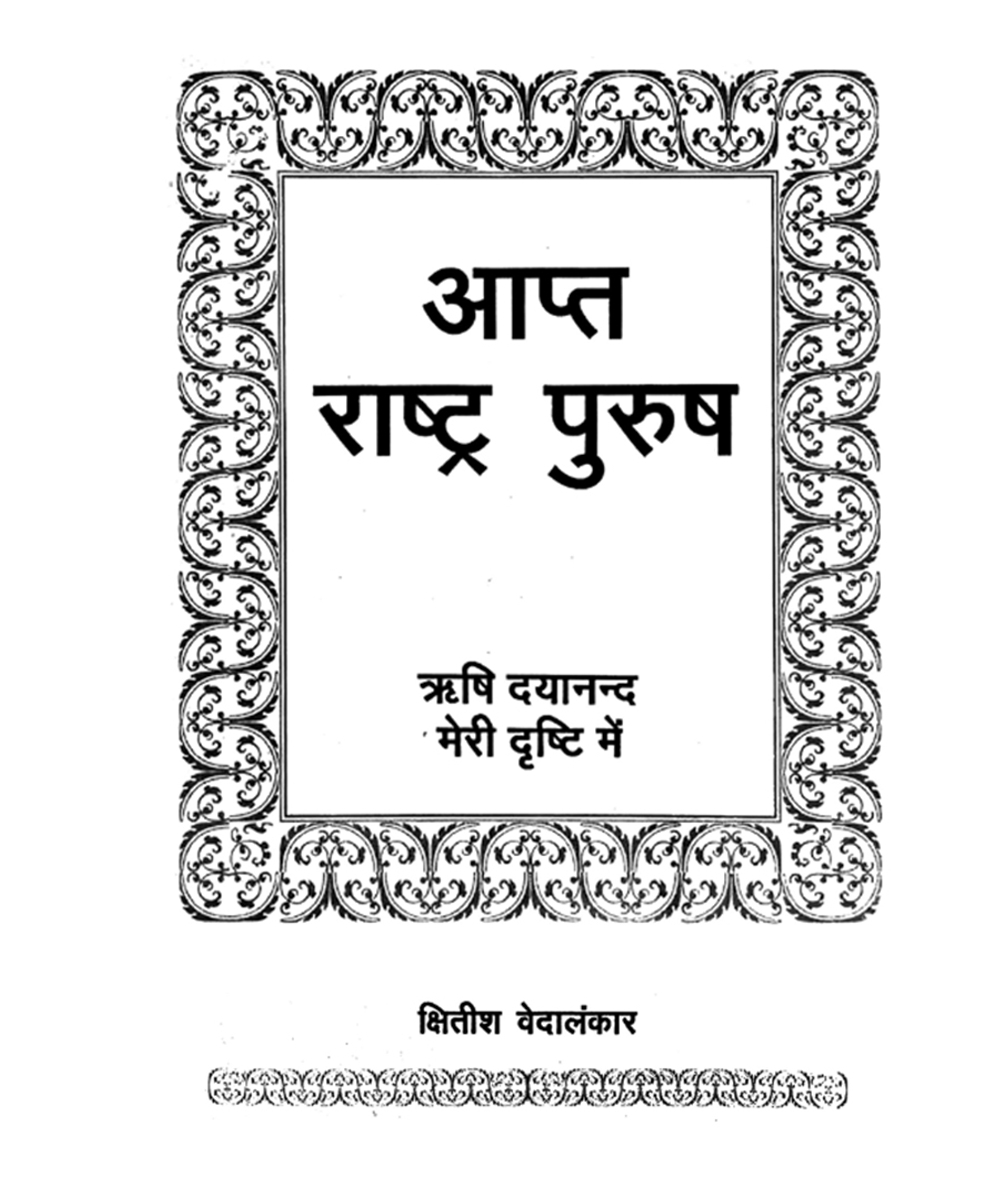 आप्त
राष्ट्र पुरुष
ऋषि दयानन्द
मेरी दृष्टि में
क्षितीश वेदालंकार